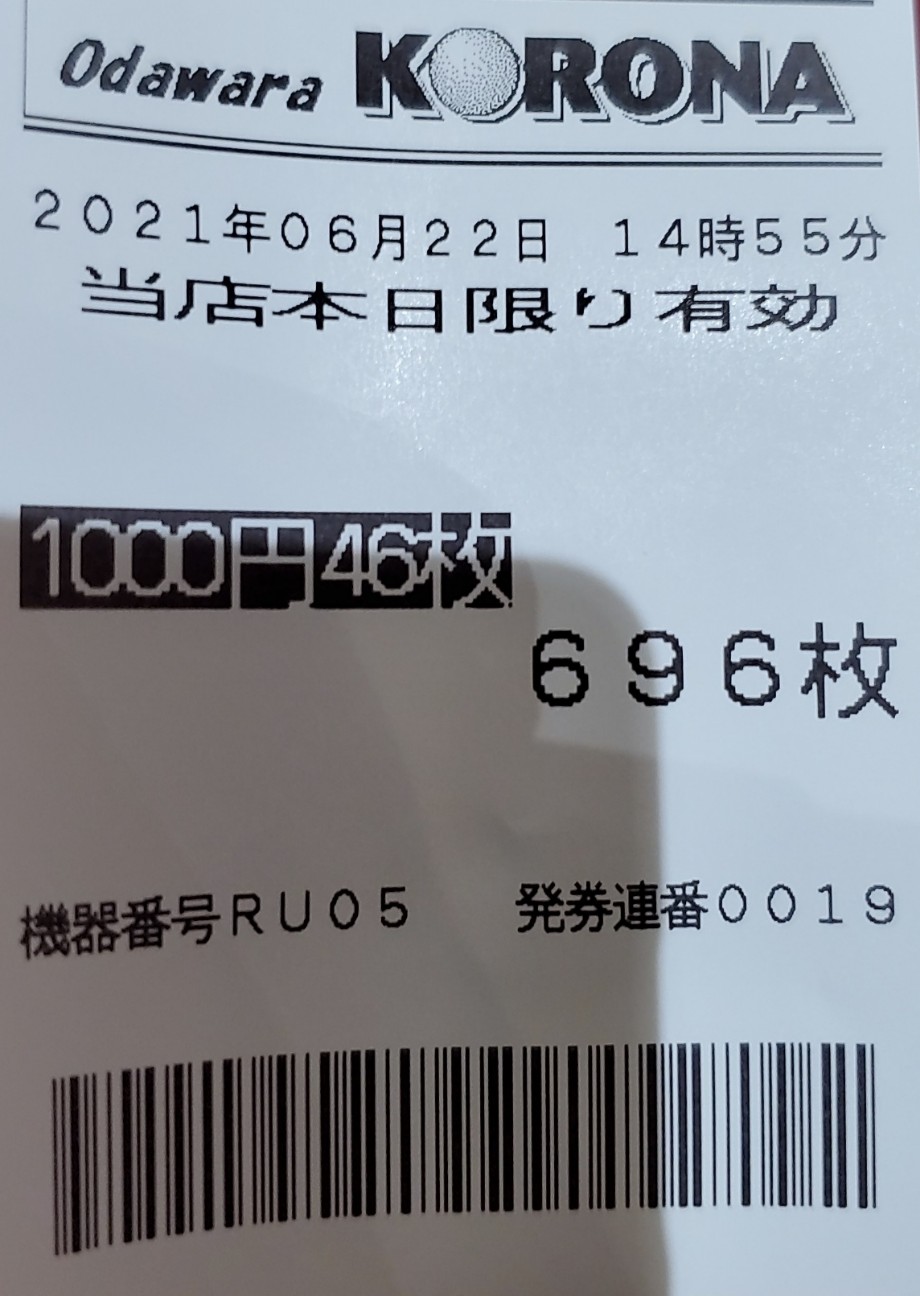 Odawara KORONA
２０２１年０６月２２日　１４時５５分
当店本日限り有効
1000円46枚
６９６枚
機器番号ＲＵ０５　発券連番００１９